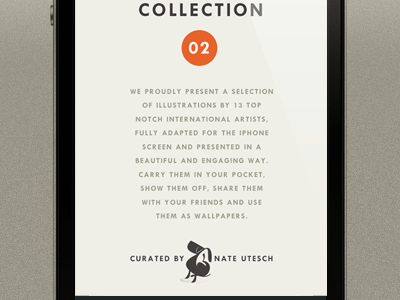 COLLECTION
02
WE PROUDLY PRESENT A SELECTION
OF ILLUSTRATIONS BY 13 TOP
NOTCH INTERNATIONAL ARTISTS,
FULLY ADAPTED FOR THE IPHONE
SCREEN AND PRESENTED IN A
BEAUTIFUL AND ENGAGING WAY.
CARRY THEM IN YOUR POCKET,
SHOW THEM OFF, SHARE THEM
WITH YOUR FRIENDS AND USE
THEM AS WALLPAPERS.
CURATED BY NATE UTESCH